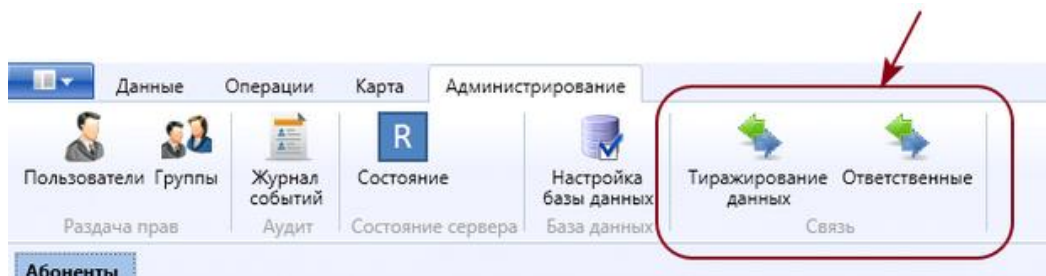 Данные Операции Карта Администрирование
R
Пользователи Группы Журнал событий Состояние Настройка базы данных Тиражирование данных Ответственные
Раздача прав Аудит Состояние сервера База данных Связь
Абоненты